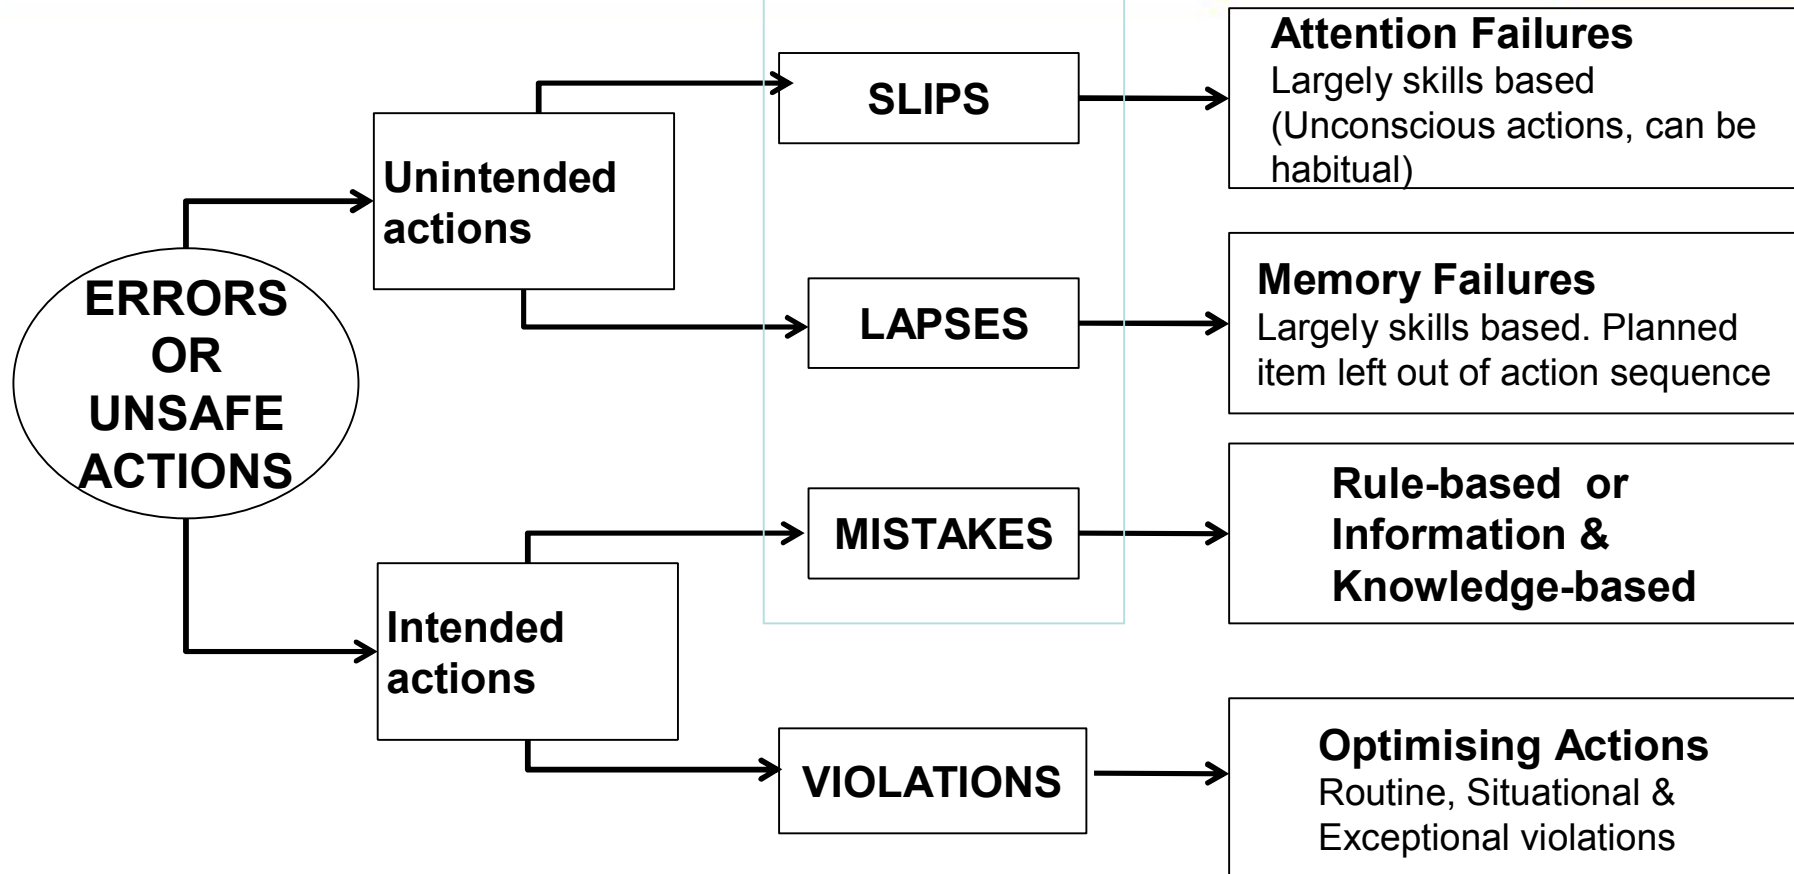 ERRORS
OR
UNSAFE
ACTIONS
Unintended
actions
Intended
actions
SLIPS
LAPSES
MISTAKES
VIOLATIONS
Attention Failures
Largely skills based
(Unconscious actions, can be
habitual)
Memory Failures
Largely skills based. Planned
item left out of action sequence
Rule-based or
Information &
Knowledge-based
Optimising Actions
Routine, Situational &
Exceptional violations